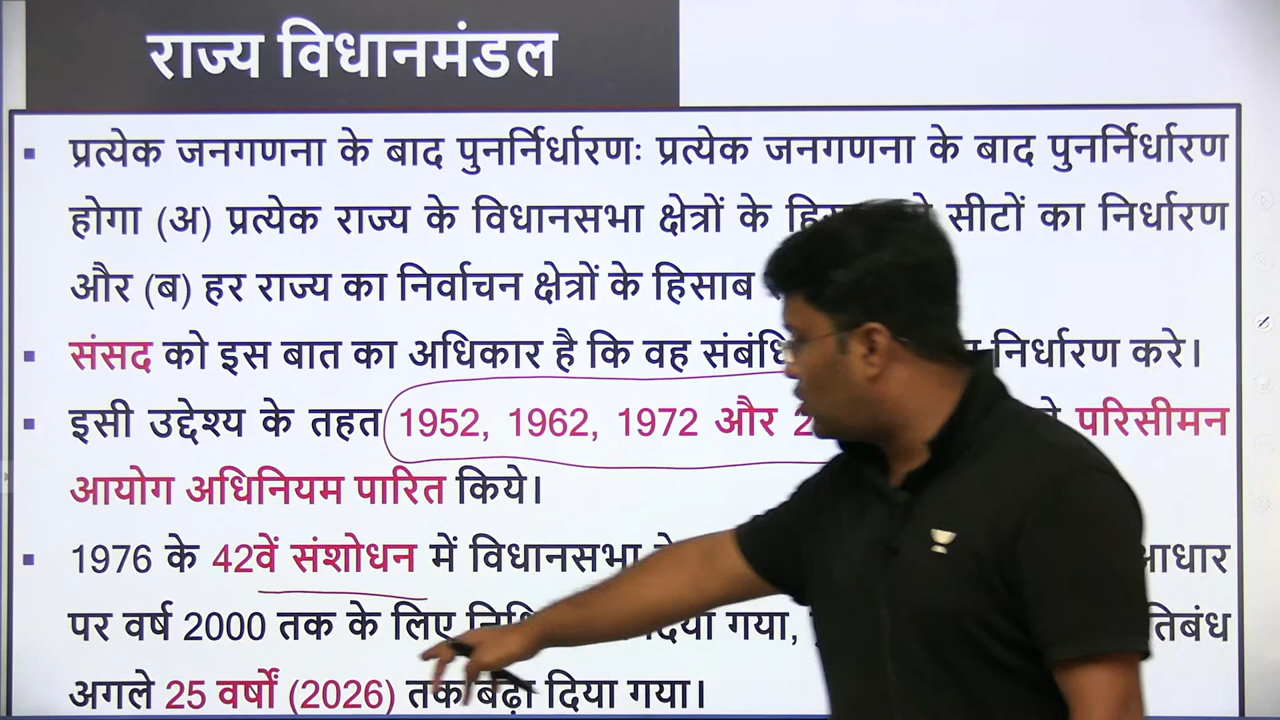 राज्य विधानमंडल
▪ प्रत्येक जनगणना के बाद पुनर्निर्धारणः प्रत्येक जनगणना के बाद पुनर्निर्धारण
होगा (अ) प्रत्येक राज्य के विधानसभा क्षेत्रों के सीटों का निर्धारण
और (ब) हर राज्य का निर्वाचन क्षेत्रों के हिसाब
▪ संसद को इस बात का अधिकार है कि वह निर्धारण करे।
▪ इसी उद्देश्य के तहत 1952, 1962, 1972 और परिसीमन
आयोग अधिनियम पारित किये।
▪ 1976 के 42वें संशोधन में विधानसभा आधार
पर वर्ष 2000 तक के लिए दिया गया,
अगले 25 वर्षों (2026) तक बढ़ा दिया गया।